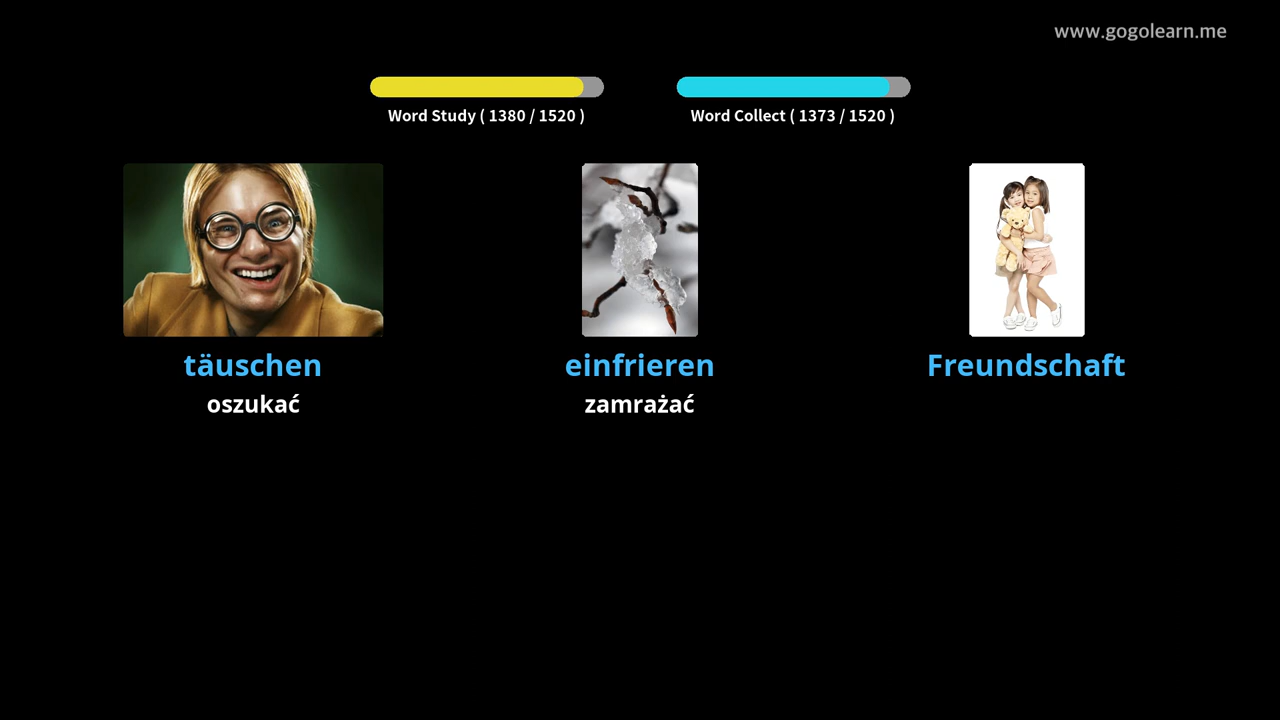 www.gogolearn.me
Word Study ( 1380 / 1520 )
Word Collect ( 1373 / 1520 )
täuschen
oszukać
einfrieren
zamrażać
Freundschaft